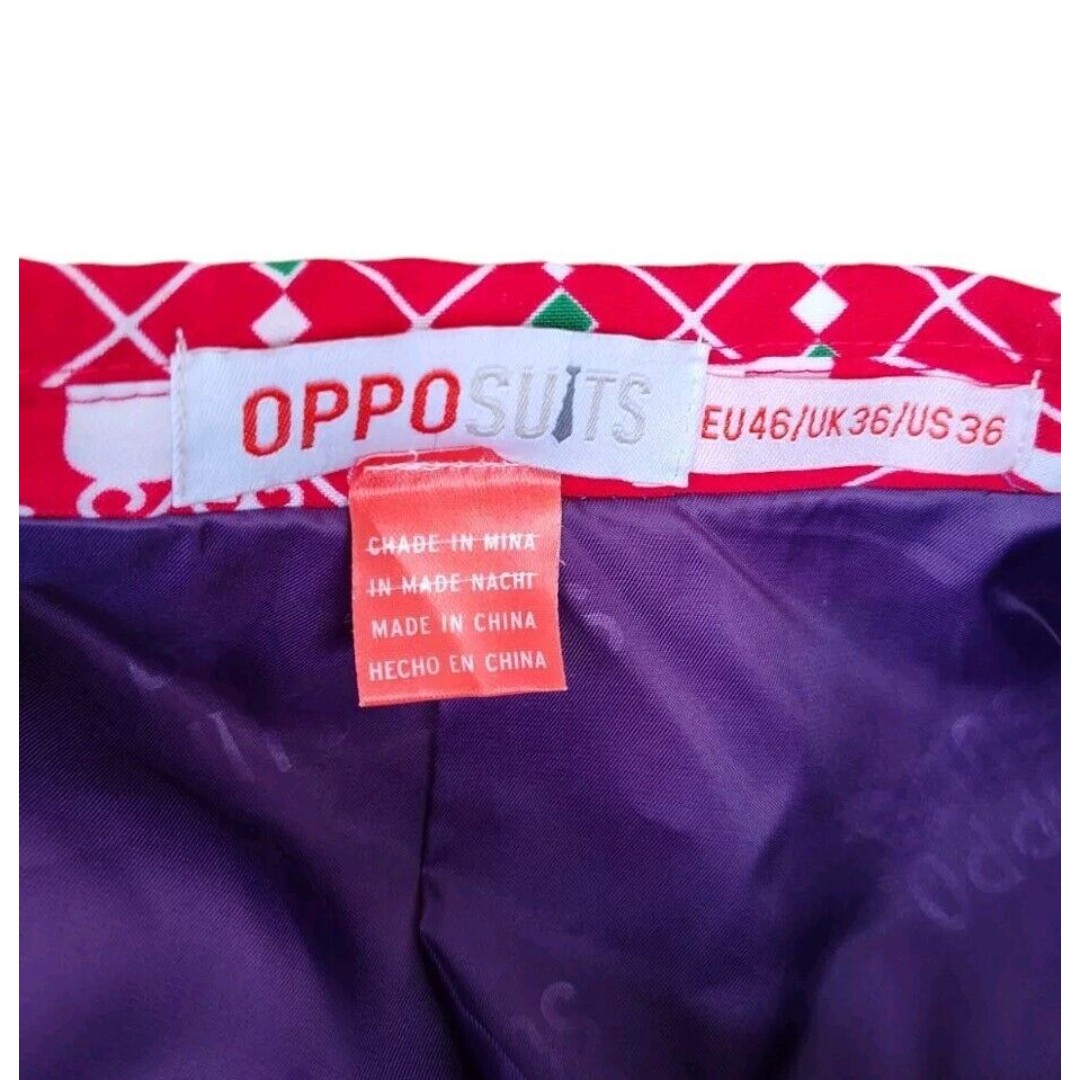 OPPOSUITS
EU46/UK36/US36
CHADE IN MINA
IN MADE NACHI
MADE IN CHINA
HECHO EN CHINA